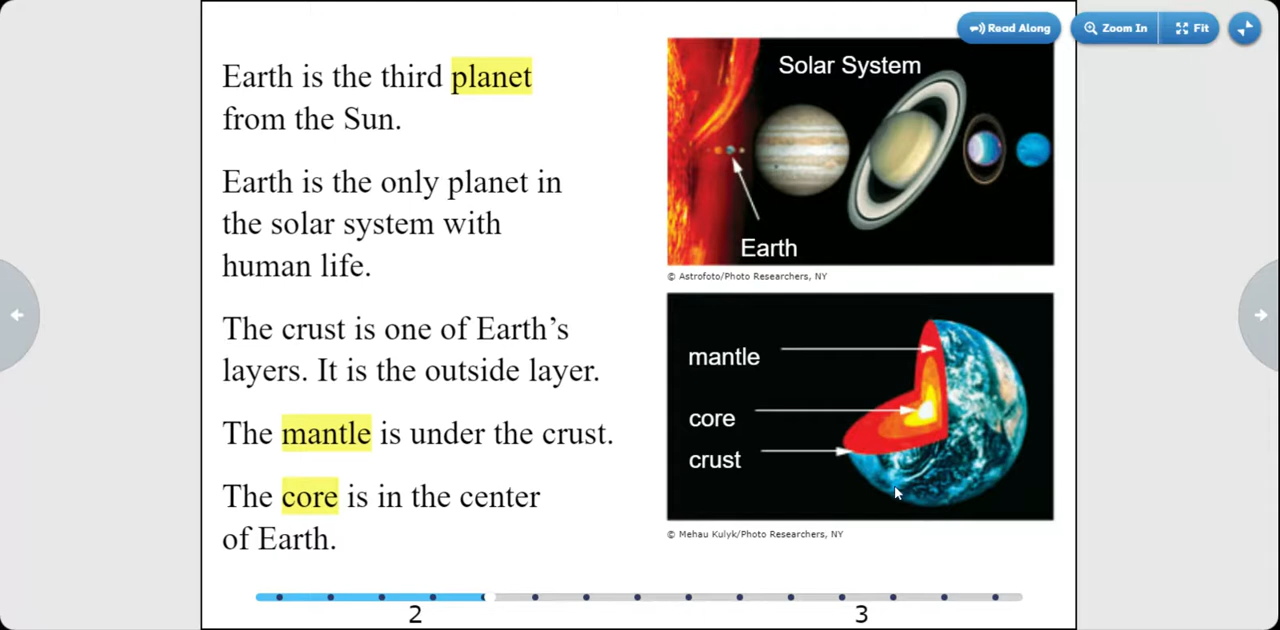 Read Along
Zoom In
Fit
Earth is the third planet
from the Sun.
Earth is the only planet in
the solar system with
human life.
The crust is one of Earth’s
layers. It is the outside layer.
The mantle is under the crust.
The core is in the center
of Earth.
Solar System
Earth
© Astrofoto/Photo Researchers, NY
mantle
core
crust
© Mehau Kulyk/Photo Researchers, NY
2
3